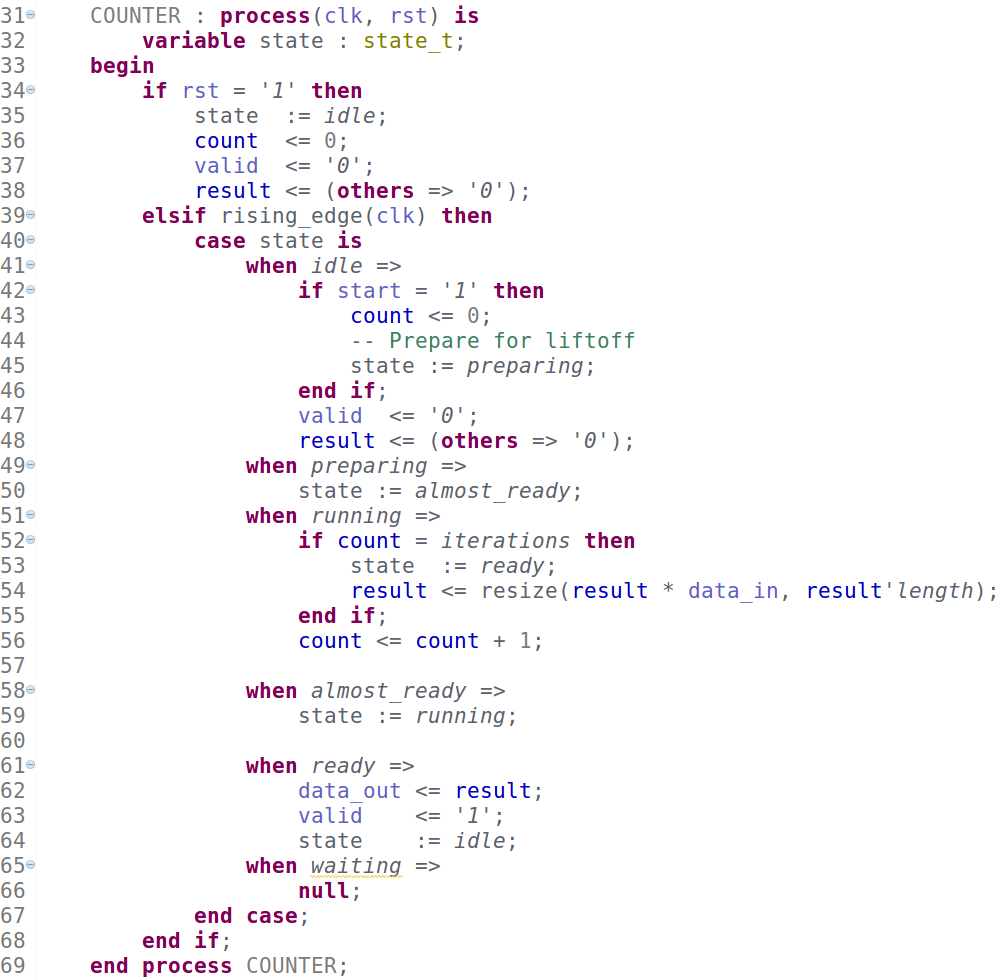 31 COUNTER : process(clk, rst) is
32 variable state : state_t;
33 begin
34 if rst = '1' then
35 state := idle;
36 count <= 0;
37 valid <= '0';
38 result <= (others => '0');
39 elsif rising_edge(clk) then
40 case state is
41 when idle =>
42 if start = '1' then
43 count <= 0;
44 -- Prepare for liftoff
45 state := preparing;
46 end if;
47 valid <= '0';
48 result <= (others => '0');
49 when preparing =>
50 state := almost_ready;
51 when running =>
52 if count = iterations then
53 state := ready;
54 result <= resize(result * data_in, result'length);
55 end if;
56 count <= count + 1;
57
58 when almost_ready =>
59 state := running;
60
61 when ready =>
62 data_out <= result;
63 valid <= '1';
64 state := idle;
65 when waiting =>
66 null;
67 end case;
68 end if;
69 end process COUNTER;